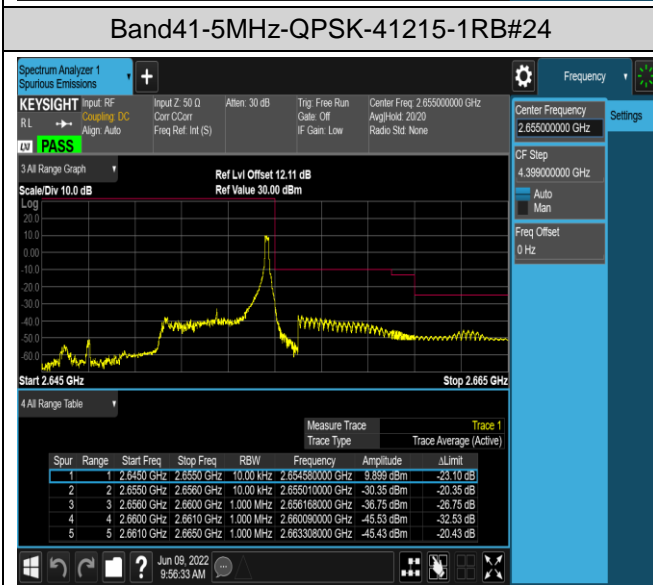 Band41-5MHz-QPSK-41215-1RB#24
Spectrum Analyzer 1
Spurious Emissions
Frequency
KEYSIGHT Input: RF Input Z: 50 Ω Atten: 30 dB Trig: Free Run Center Freq: 2.655000000 GHz
RL Coupling: DC Corr CCorr Gate: Off Avg|Hold: 20/20
Align: Auto Freq Ref: Int (S) IF Gain: Low Radio Std: None
LXI PASS
Center Frequency
2.655000000 GHz
Settings
CF Step
4.399000000 GHz
Auto
Man
Freq Offset
0 Hz
3 All Range Graph
Ref Lvl Offset 12.11 dB
Scale/Div 10.0 dB Ref Value 30.00 dBm
Log
20.0
10.0
0.00
-10.0
-20.0
-30.0
-40.0
-50.0
-60.0
Start 2.645 GHz Stop 2.665 GHz
4 All Range Table
Measure Trace Trace 1
Trace Type Trace Average (Active)
Spur Range Start Freq Stop Freq RBW Frequency Amplitude ΔLimit
1 1 2.6450 GHz 2.6550 GHz 10.00 kHz 2.654580000 GHz 9.899 dBm -23.10 dB
2 2 2.6550 GHz 2.6560 GHz 10.00 kHz 2.655010000 GHz -30.35 dBm -20.35 dB
3 3 2.6560 GHz 2.6600 GHz 1.000 MHz 2.656168000 GHz -36.75 dBm -26.75 dB
4 4 2.6600 GHz 2.6610 GHz 1.000 MHz 2.660090000 GHz -45.53 dBm -32.53 dB
5 5 2.6610 GHz 2.6650 GHz 1.000 MHz 2.663308000 GHz -45.43 dBm -20.43 dB
Jun 09, 2022
9:56:33 AM